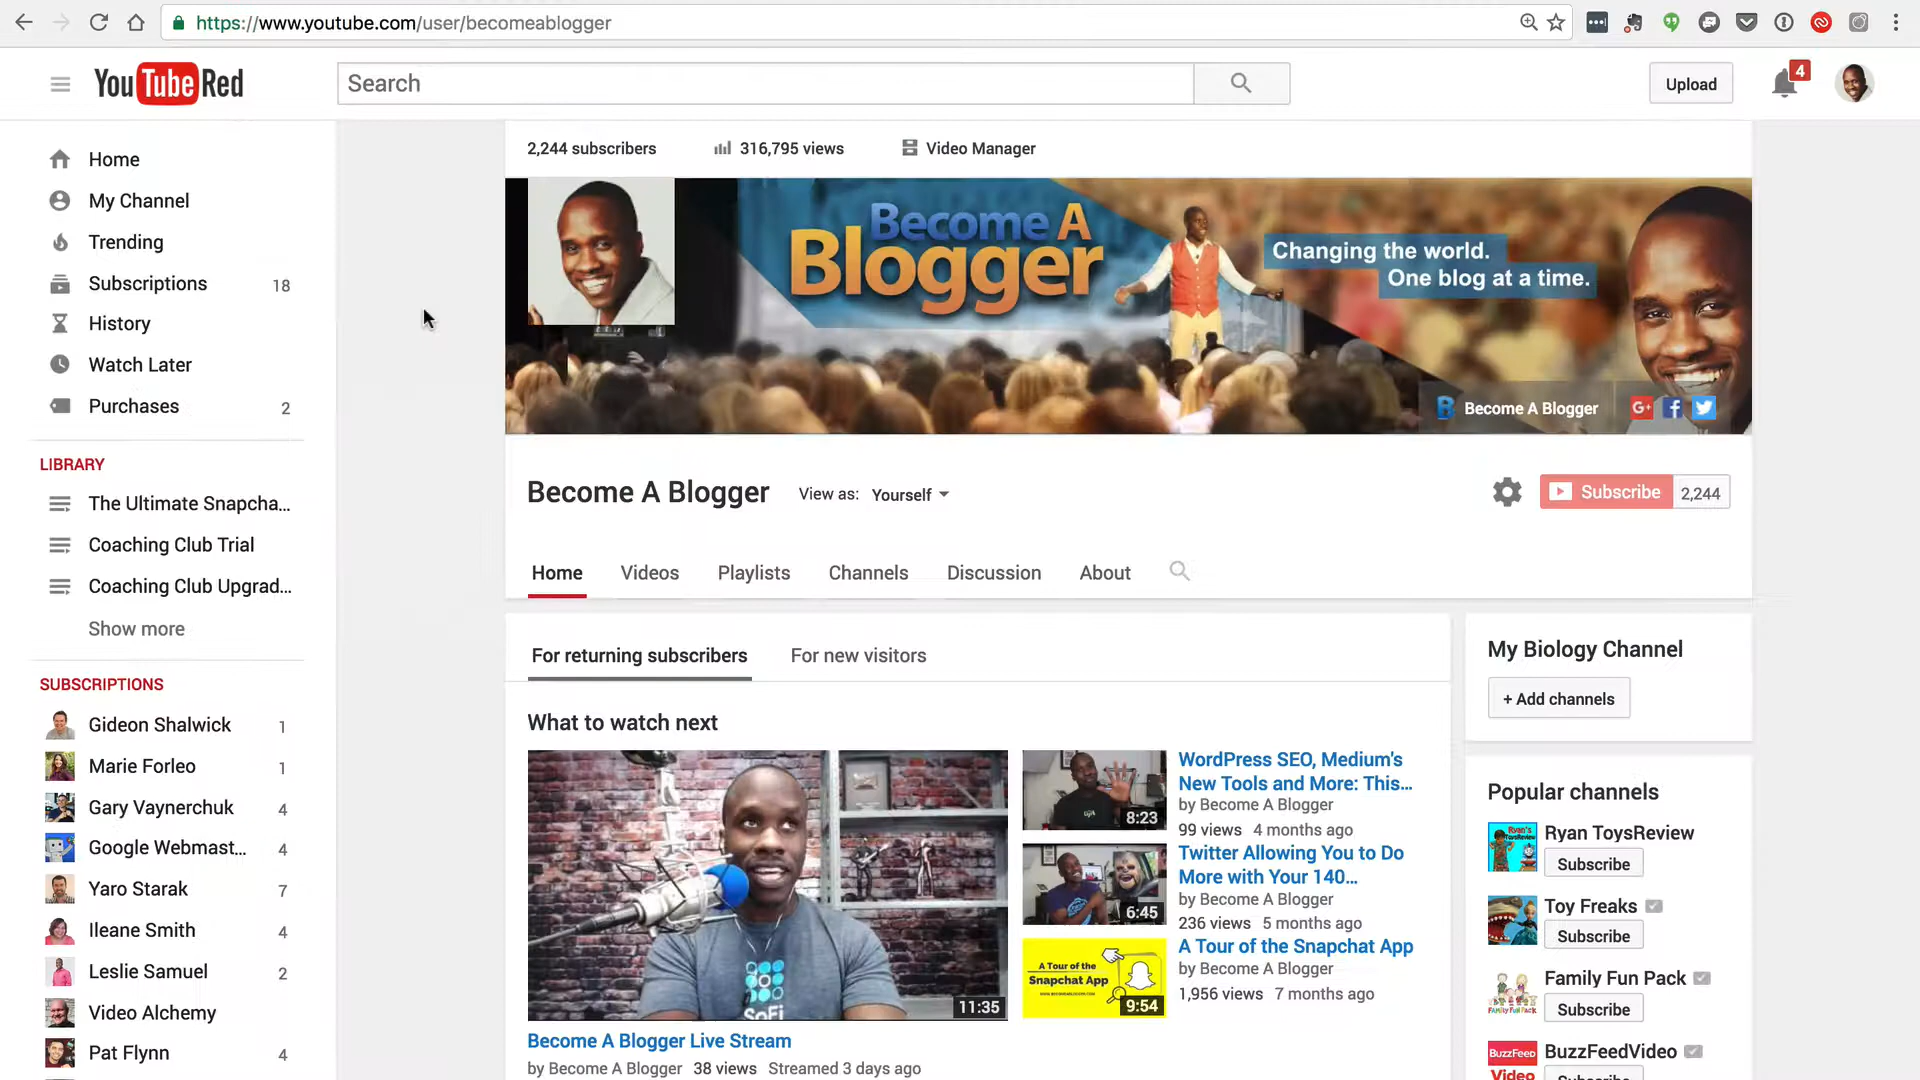 https://www.youtube.com/user/becomeablogger
YouTube Red
Search
Upload
4
Home
My Channel
Trending
Subscriptions 18
History
Watch Later
Purchases 2
LIBRARY
The Ultimate Snapcha...
Coaching Club Trial
Coaching Club Upgrad...
Show more
SUBSCRIPTIONS
Gideon Shalwick 1
Marie Forleo 1
Gary Vaynerchuk 4
Google Webmast... 4
Yaro Starak 7
Ileane Smith 4
Leslie Samuel 2
Video Alchemy
Pat Flynn 4
2,244 subscribers 316,795 views Video Manager
Become A
Blogger
Changing the world.
One blog at a time.
Become A Blogger
G+
Become A Blogger View as: Yourself
Subscribe 2,244
Home Videos Playlists Channels Discussion About
For returning subscribers For new visitors
What to watch next
SoFi
11:35
Become A Blogger Live Stream
by Become A Blogger 38 views Streamed 3 days ago
8:23
WordPress SEO, Medium's
New Tools and More: This...
by Become A Blogger
99 views 4 months ago
6:45
Twitter Allowing You to Do
More with Your 140...
by Become A Blogger
236 views 5 months ago
A Tour of the
Snapchat App
9:54
A Tour of the Snapchat App
by Become A Blogger
1,956 views 7 months ago
My Biology Channel
+ Add channels
Popular channels
Ryan ToysReview
Subscribe
Toy Freaks
Subscribe
Family Fun Pack
Subscribe
BuzzFeed
Video
BuzzFeedVideo
Subscribe